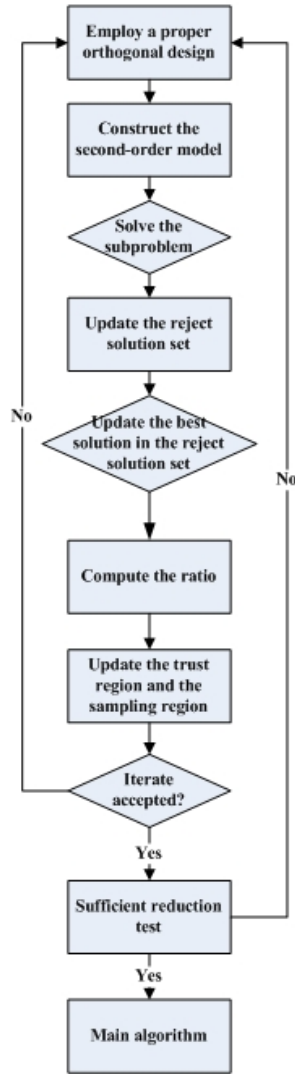 Employ a proper
orthogonal design
Construct the
second-order model
Solve the
subproblem
Update the reject
solution set
No
Update the best
solution in the reject
solution set
No
Compute the ratio
Update the trust
region and the
sampling region
Iterate
accepted?
Yes
Sufficient reduction
test
Yes
Main algorithm